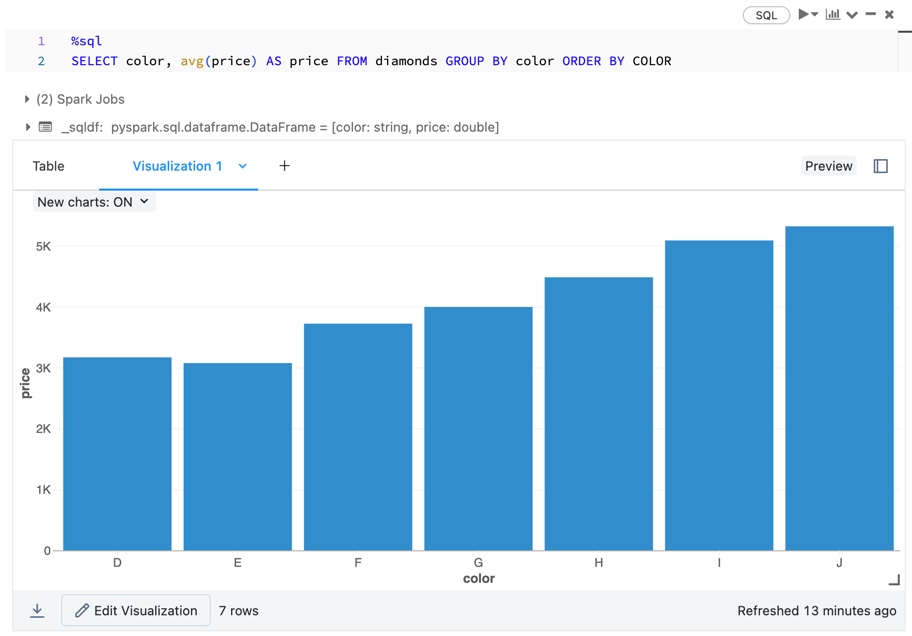 SQL
1 %sql
2 SELECT color, avg(price) AS price FROM diamonds GROUP BY color ORDER BY COLOR
(2) Spark Jobs
_sqldf: pyspark.sql.dataframe.DataFrame = [color: string, price: double]
Table Visualization 1 + Preview
New charts: ON
5K
4K
3K
2K
1K
0
price
D E F G H I J
color
Edit Visualization 7 rows Refreshed 13 minutes ago